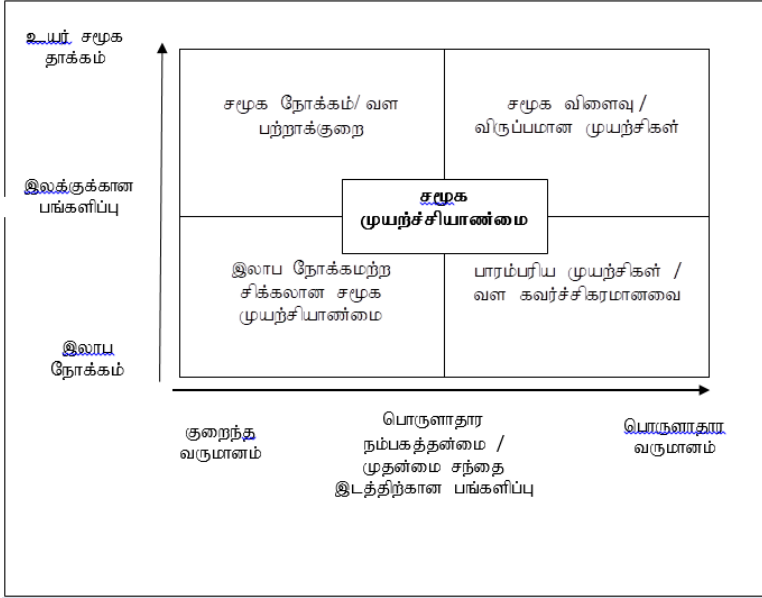 உயர் சமூக
தாக்கம்
சமூக நோக்கம்/ வள
பற்றாக்குறை
சமூக விளைவு /
விருப்பமான முயற்சிகள்
இலக்குக்கான
பங்களிப்பு
சமூக
முயற்ச்சியாண்மை
இலாப நோக்கமற்ற
சிக்கலான சமூக
முயற்சியாண்மை
பாரம்பரிய முயற்சிகள் /
வள கவர்ச்சிகரமானவை
இலாப
நோக்கம்
குறைந்த
வருமானம்
பொருளாதார
நம்பகத்தன்மை /
முதன்மை சந்தை
இடத்திற்கான பங்களிப்பு
பொருளாதார
வருமானம்